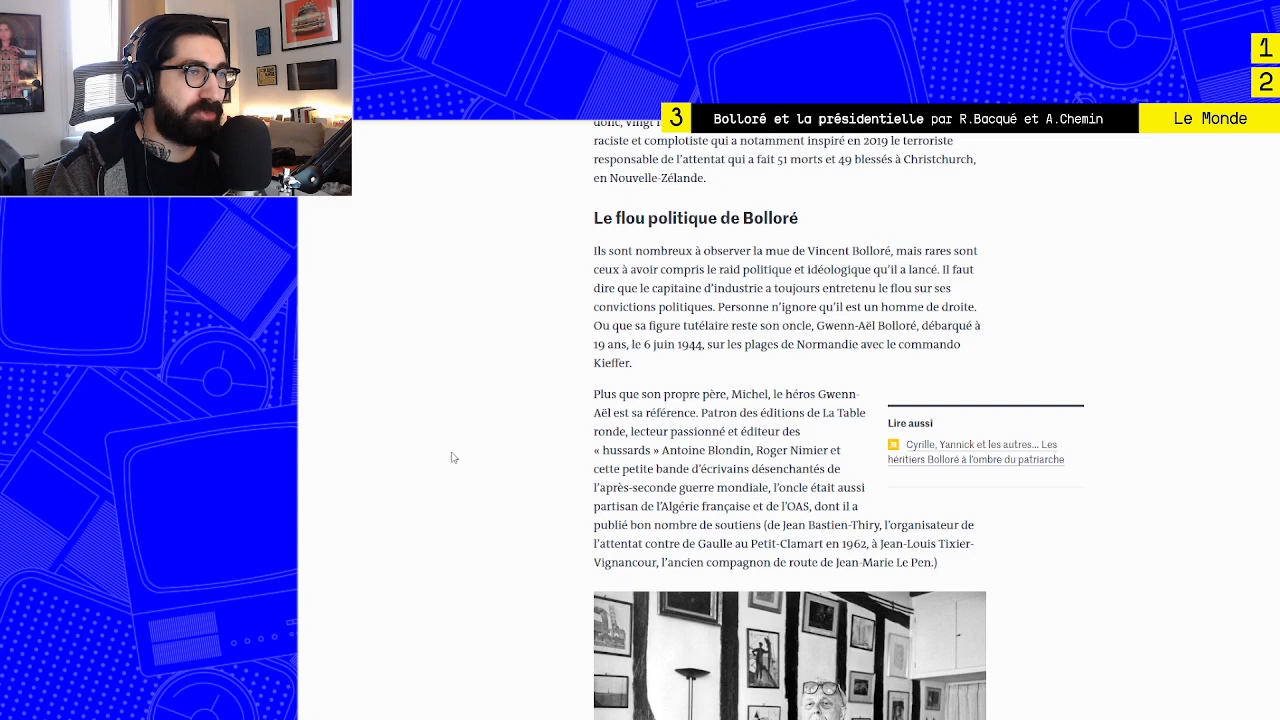 1
2
3 Bolloré et la présidentielle par R.Bacqué et A.Chemin Le Monde
donc, vingt
raciste et complotiste qui a notamment inspiré en 2019 le terroriste
responsable de l'attentat qui a fait 51 morts et 49 blessés à Christchurch,
en Nouvelle-Zélande.
Le flou politique de Bolloré
Ils sont nombreux à observer la mue de Vincent Bolloré, mais rares sont
ceux à avoir compris le raid politique et idéologique qu'il a lancé. Il faut
dire que le capitaine d'industrie a toujours entretenu le flou sur ses
convictions politiques. Personne n'ignore qu'il est un homme de droite.
Ou que sa figure tutélaire reste son oncle, Gwenn-Aël Bolloré, débarqué à
19 ans, le 6 juin 1944, sur les plages de Normandie avec le commando
Kieffer.
Plus que son propre père, Michel, le héros Gwenn-
Aël est sa référence. Patron des éditions de La Table
ronde, lecteur passionné et éditeur des
« hussards » Antoine Blondin, Roger Nimier et
cette petite bande d'écrivains désenchantés de
l'après-seconde guerre mondiale, l'oncle était aussi
partisan de l'Algérie française et de l'OAS, dont il a
publié bon nombre de soutiens (de Jean Bastien-Thiry, l'organisateur de
l'attentat contre de Gaulle au Petit-Clamart en 1962, à Jean-Louis Tixier-
Vignancour, l'ancien compagnon de route de Jean-Marie Le Pen.)
Lire aussi
Cyrille, Yannick et les autres… Les
héritiers Bolloré à l'ombre du patriarche